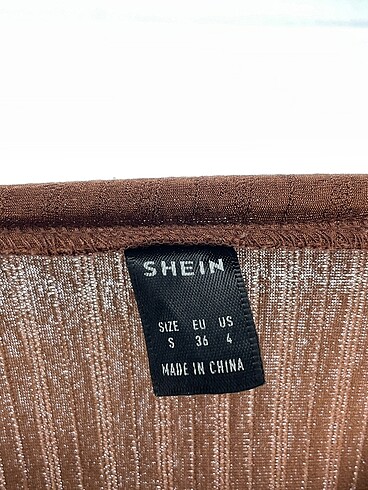 SHEIN
SIZE EU US
S 36 4
MADE IN CHINA